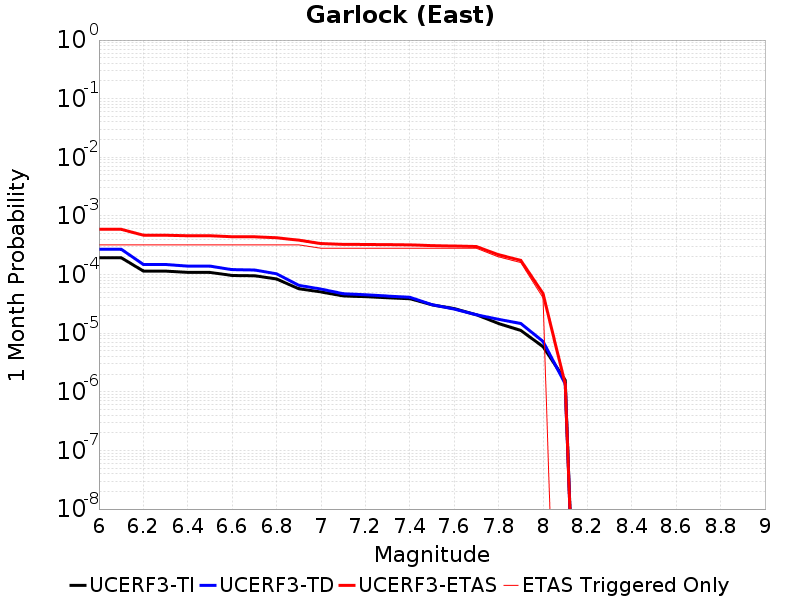 Garlock (East)
1 Month Probability
10^0
10^-1
10^-2
10^-3
10^-4
10^-5
10^-6
10^-7
10^-8
6 6.2 6.4 6.6 6.8 7 7.2 7.4 7.6 7.8 8 8.2 8.4 8.6 8.8 9
Magnitude
UCERF3-TI UCERF3-TD UCERF3-ETAS ETAS Triggered Only